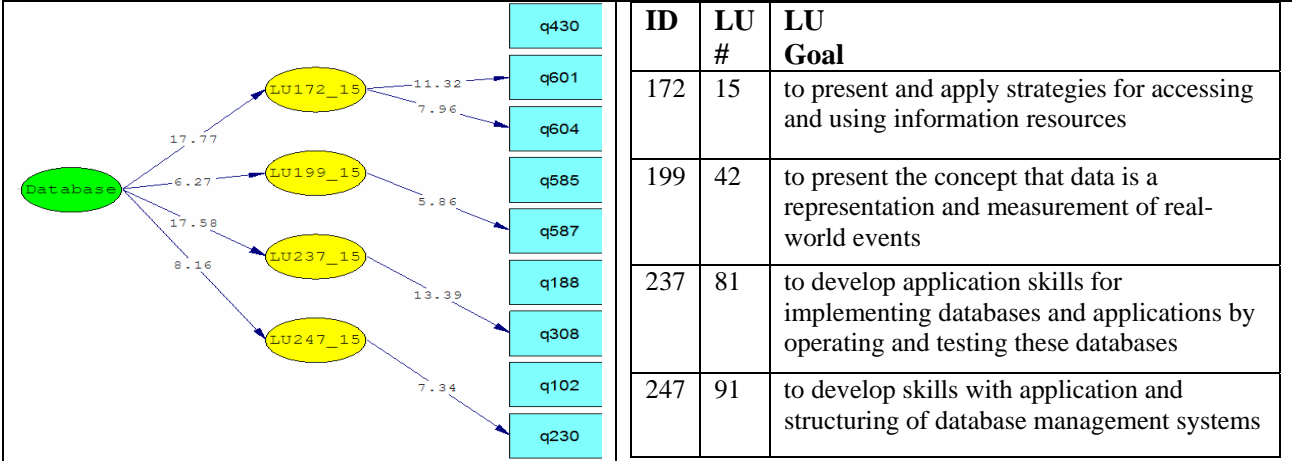 q430
q601
q604
q585
q587
q188
q308
q102
q230
LU172_15
LU199_15
LU237_15
LU247_15
Database
17.77
6.27
17.58
8.16
11.32
7.96
5.86
13.39
7.34
ID LU # LU Goal
172 15 to present and apply strategies for accessing
and using information resources
199 42 to present the concept that data is a
representation and measurement of real-
world events
237 81 to develop application skills for
implementing databases and applications by
operating and testing these databases
247 91 to develop skills with application and
structuring of database management systems